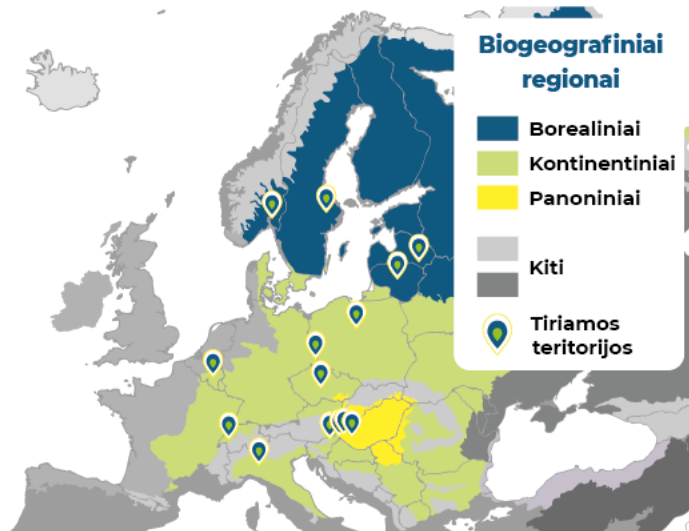 Biogeografiniai
regionai
Borealiniai
Kontinentiniai
Panoniniai
Kiti
Tiriamos
teritorijos